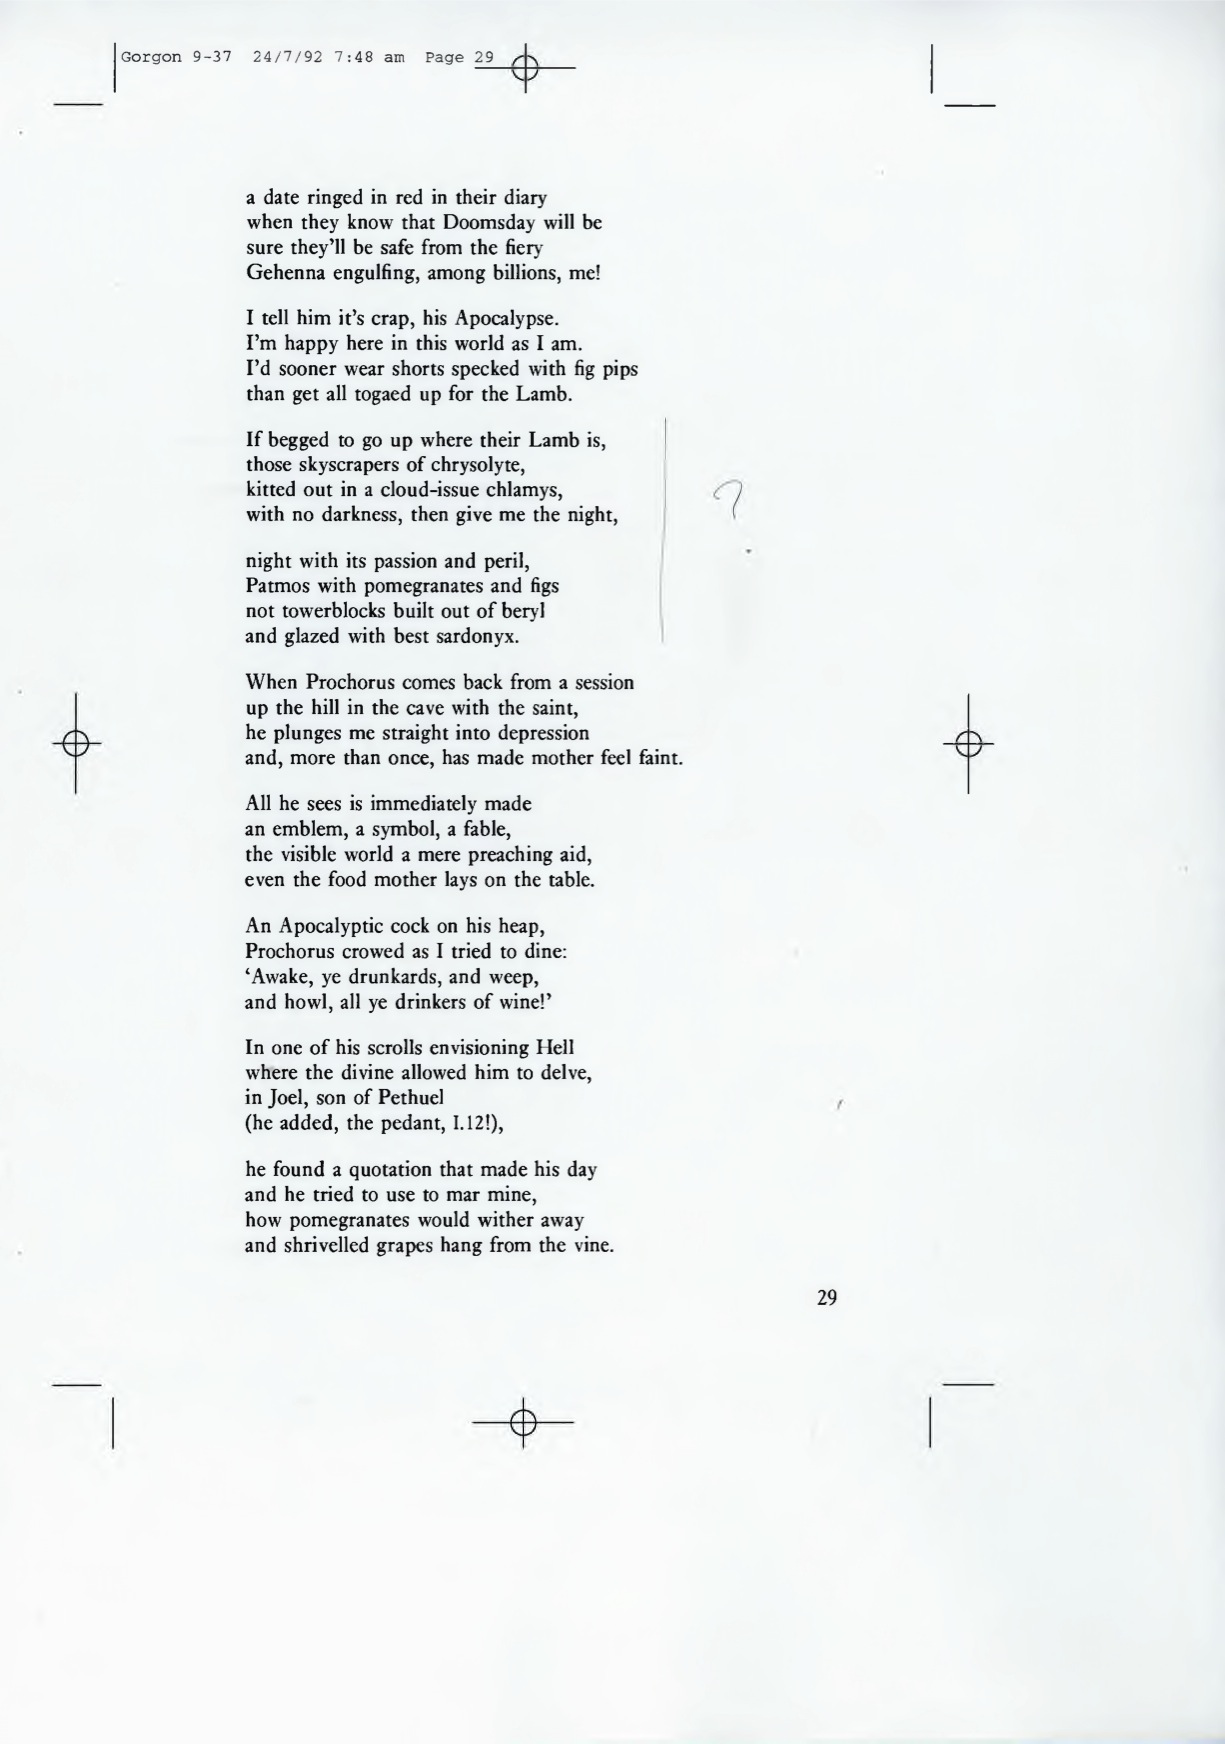 Gorgon 9-37 24/7/92 7:48 am Page 29
a date ringed in red in their diary
when they know that Doomsday will be
sure they'll be safe from the fiery
Gehenna engulfing, among billions, me!
I tell him it's crap, his Apocalypse.
I'm happy here in this world as I am.
I'd sooner wear shorts specked with fig pips
than get all togaed up for the Lamb.
If begged to go up where their Lamb is,
those skyscrapers of chrysolyte,
kitted out in a cloud-issue chlamys,
with no darkness, then give me the night,
?
night with its passion and peril,
Patmos with pomegranates and figs
not towerblocks built out of beryl
and glazed with best sardonyx.
When Prochorus comes back from a session
up the hill in the cave with the saint,
he plunges me straight into depression
and, more than once, has made mother feel faint.
All he sees is immediately made
an emblem, a symbol, a fable,
the visible world a mere preaching aid,
even the food mother lays on the table.
An Apocalyptic cock on his heap,
Prochorus crowed as I tried to dine:
‘Awake, ye drunkards, and weep,
and howl, all ye drinkers of wine!’
In one of his scrolls envisioning Hell
where the divine allowed him to delve,
in Joel, son of Pethuel
(he added, the pedant, I.12!),
he found a quotation that made his day
and he tried to use to mar mine,
how pomegranates would wither away
and shrivelled grapes hang from the vine.
29